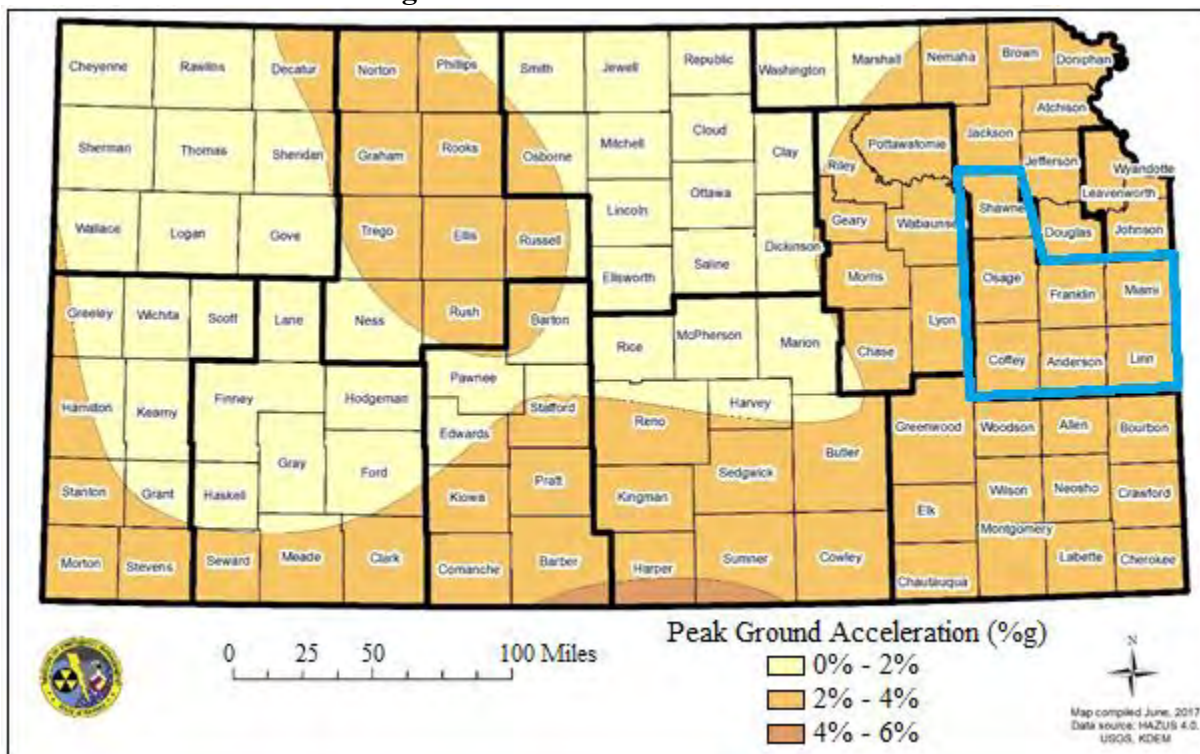 Cheyenne Rawlins Decatur Norton Phillips Smith Jewell Republic Washington Marshall Nemaha Brown Doniphan
Atchison
Sherman Thomas Sheridan Graham Rooks Osborne Mitchell Cloud Clay Riley Pottawatomie Jackson Jefferson
Wyandotte
Leavenworth
Wallace Logan Gove Trego Ellis Russell Lincoln Ottawa Dickinson Geary Wabaunse Shawne Douglas Johnson
Ellsworth Saline Morris Osage Franklin Miami
Greeley Wichita Scott Lane Ness Rush Barton Rice McPherson Marion Chase Lyon Coffey Anderson Linn
Hamilton Kearny Finney Hodgeman Pawnee Stafford Reno Harvey Greenwood Woodson Allen Bourbon
Edwards
Stanton Grant Haskell Gray Ford Kiowa Pratt Kingman Sedgwick Butler Elk Wilson Neosho Crawford
Montgomery
Morton Stevens Seward Meade Clark Comanche Barber Harper Sumner Cowley Chautauqua Labette Cherokee
0 25 50 100 Miles
Peak Ground Acceleration (%g)
0% - 2%
2% - 4%
4% - 6%
N
Map compiled June, 2017
Data source: HAZUS 4.0,
USGS, KDEM